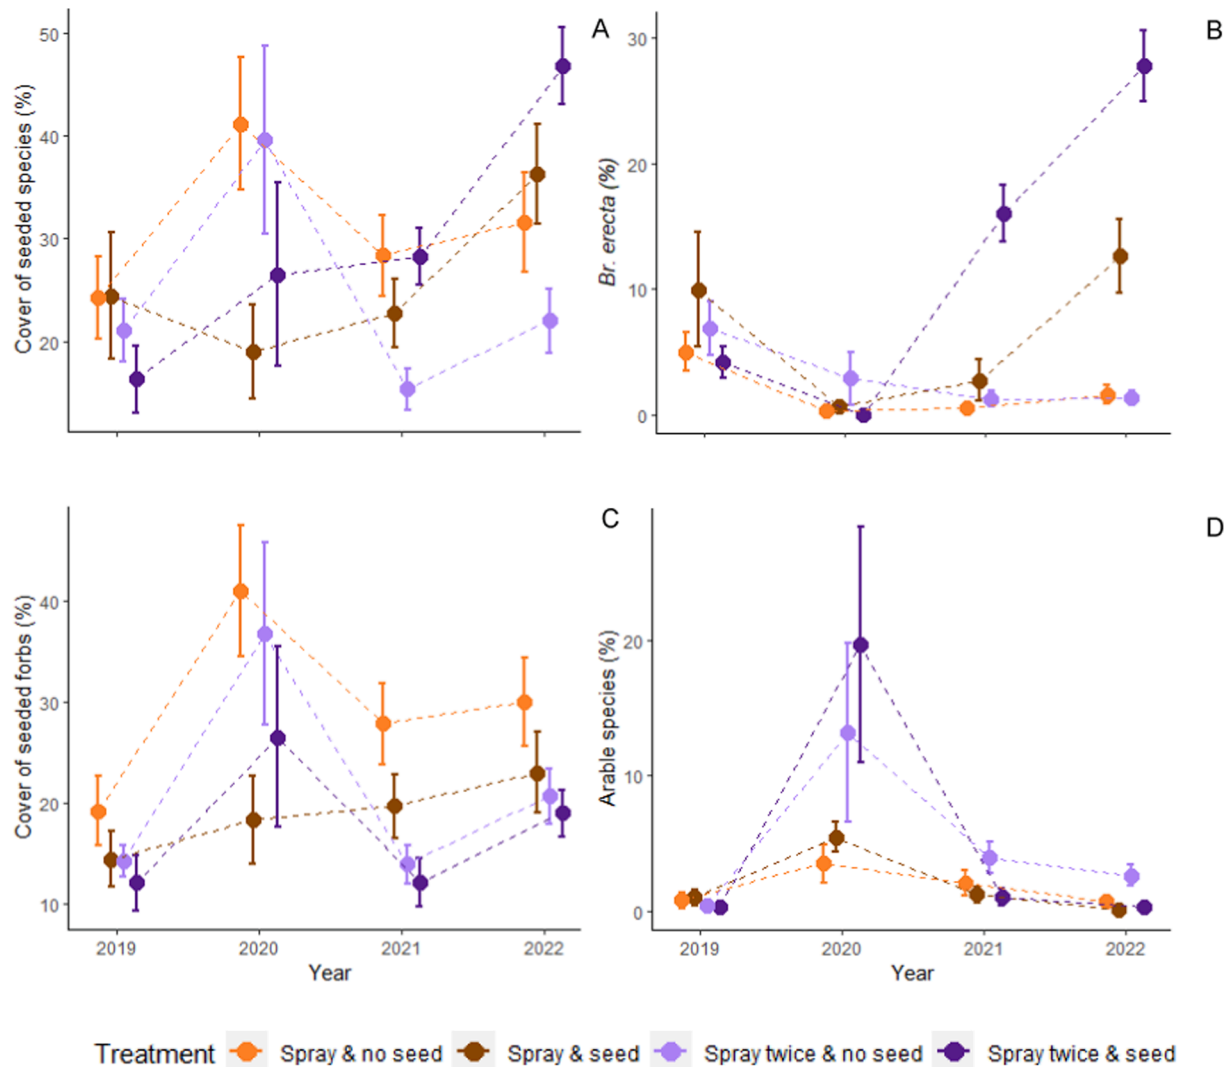 A
Cover of seeded species (%)
50
40
30
20
B
Br. erecta (%)
30
20
10
0
C
Cover of seeded forbs (%)
40
30
20
10
2019 2020 2021 2022
Year
D
Arable species (%)
20
10
0
2019 2020 2021 2022
Year
Treatment Spray & no seed Spray & seed Spray twice & no seed Spray twice & seed